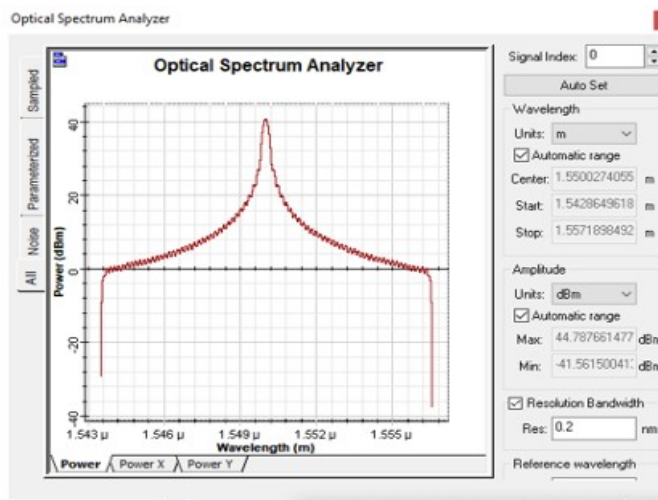 Optical Spectrum Analyzer
Optical Spectrum Analyzer
Sampled
Parameterized
Noise
All
Power (dBm)
40
20
0
-20
-40
1.543 µ
1.546 µ
1.549 µ
1.552 µ
1.555 µ
Wavelength (m)
Power
Power X
Power Y
Signal Index: 0
Auto Set
Wavelength
Units: m
Automatic range
Center: 1.5500274055 m
Start: 1.5428649618 m
Stop: 1.5571898492 m
Amplitude
Units: dBm
Automatic range
Max: 44.787661477 dBm
Min: -41.56150041 dBm
Resolution Bandwidth
Res: 0.2 nm
Reference wavelength